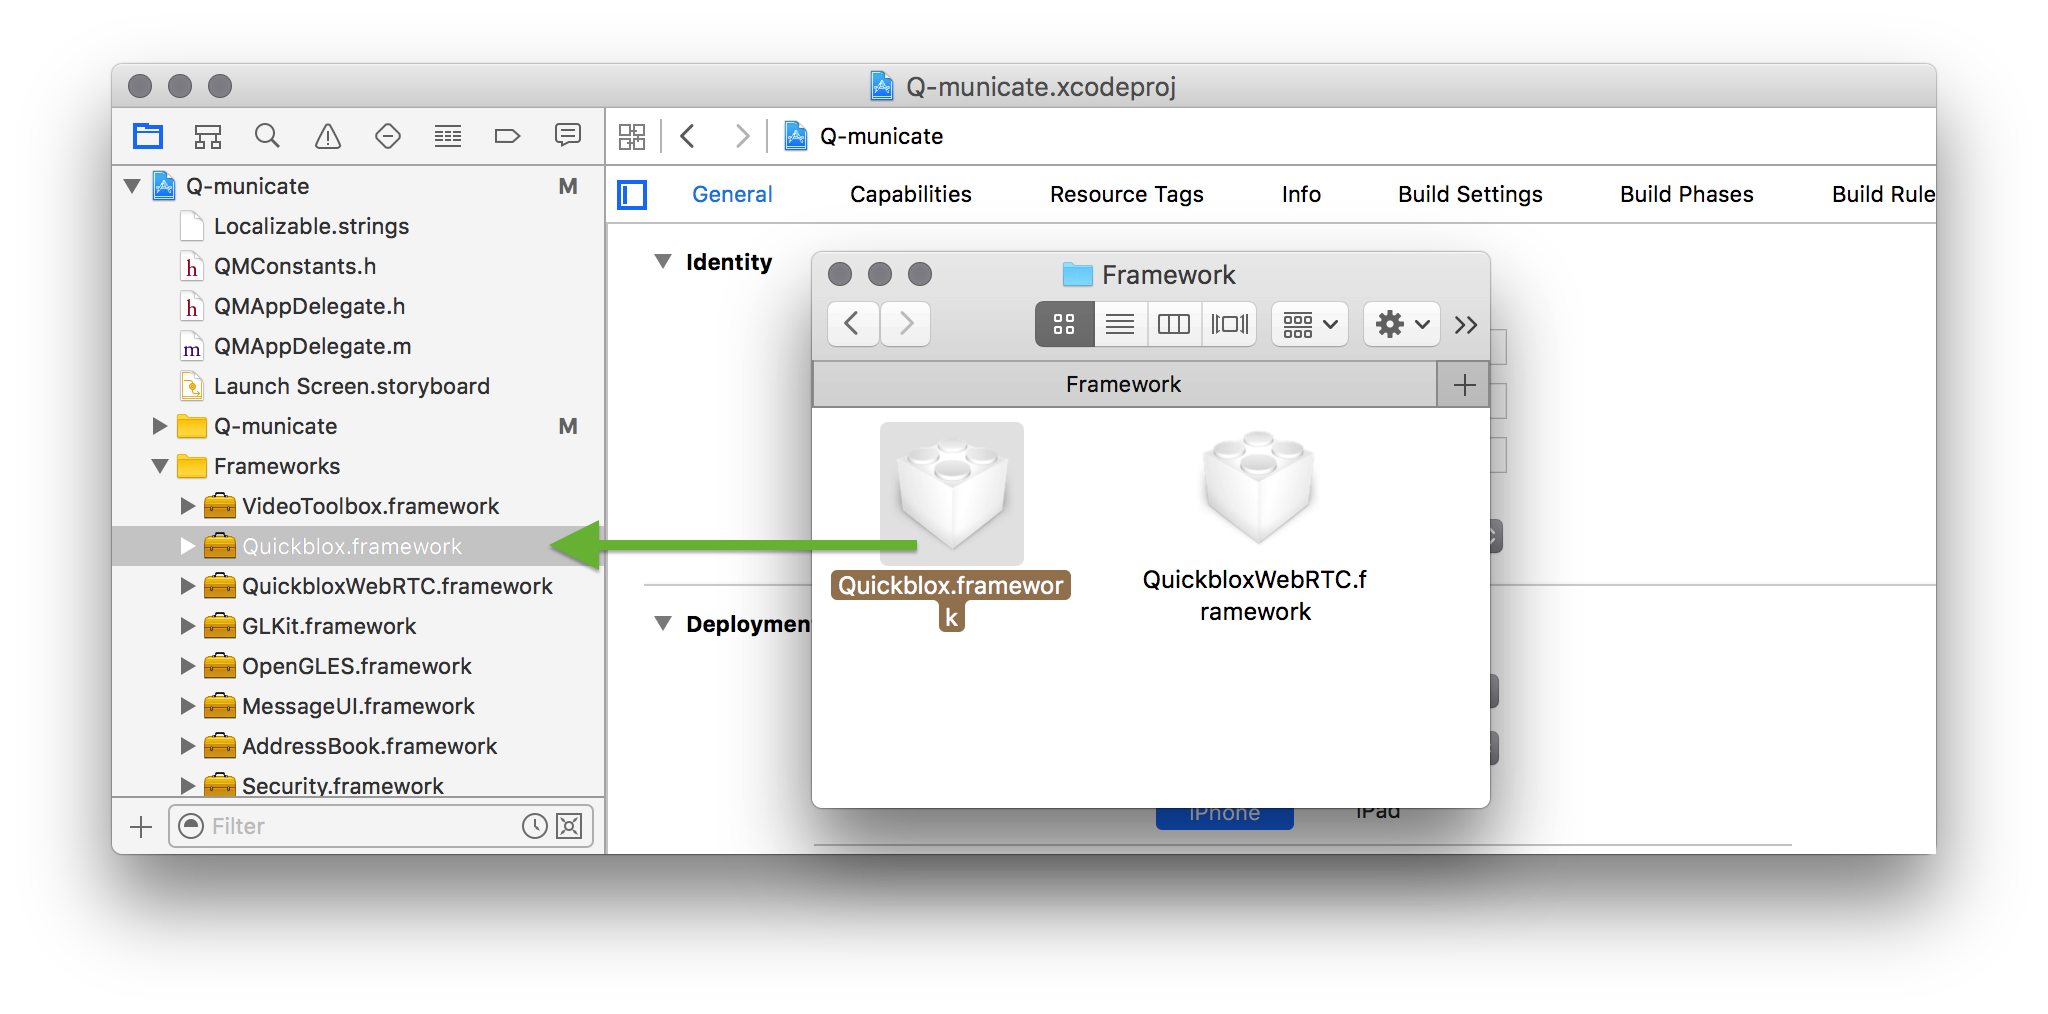 Q-municate.xcodeproj
Q-municate
Q-municate M
Localizable.strings
h QMConstants.h
h QMAppDelegate.h
m QMAppDelegate.m
Launch Screen.storyboard
Q-municate M
Frameworks
VideoToolbox.framework
Quickblox.framework
QuickbloxWebRTC.framework
GLKit.framework
OpenGLES.framework
MessageUI.framework
AddressBook.framework
Security.framework
Filter
General Capabilities Resource Tags Info Build Settings Build Phases Build Rule
Identity
Deploymen
Framework
Framework
Quickblox.framewor
k
QuickbloxWebRTC.f
ramework
iPhone iPad